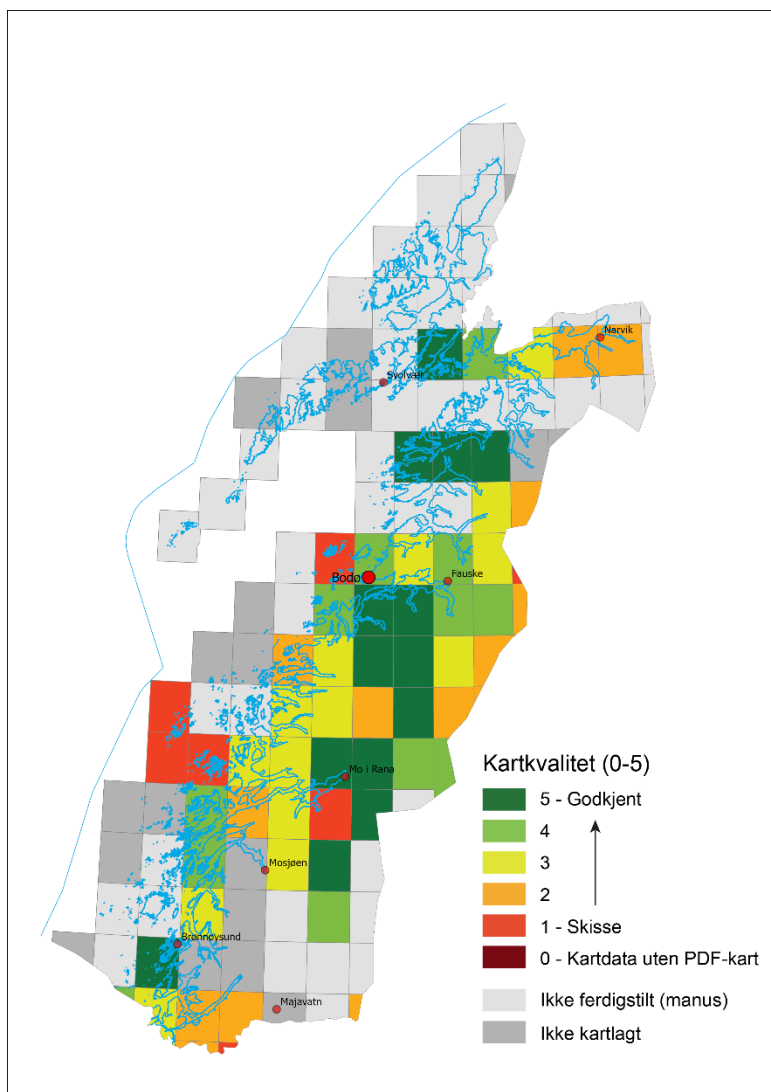 Narvik
Svolvær
Bodø
Fauske
Mo i Rana
Mosjøen
Brønnøysund
Majavatn
Kartkvalitet (0-5)
5 - Godkjent
4
3
2
1 - Skisse
0 - Kartdata uten PDF-kart
Ikke ferdigstilt (manus)
Ikke kartlagt